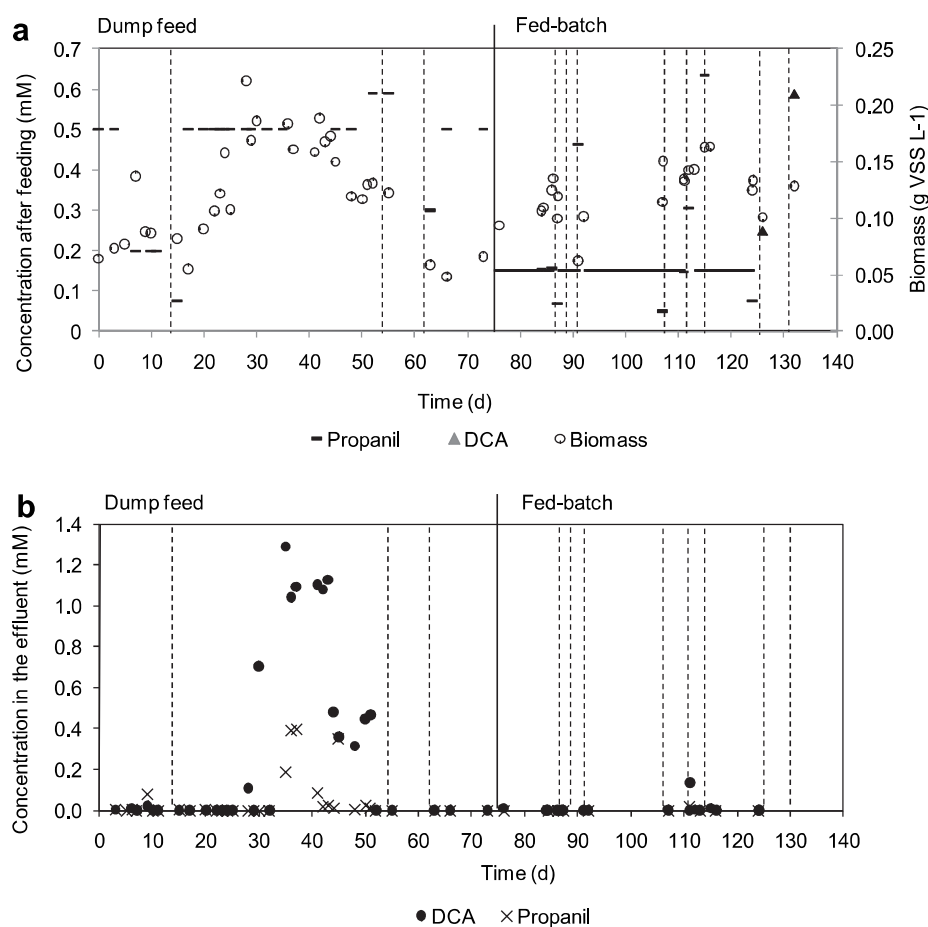 a
Dump feed
Fed-batch
Concentration after feeding (mM)
0.7
0.6
0.5
0.4
0.3
0.2
0.1
0
0.25
0.20
0.15
0.10
0.05
0.00
Biomass (g VSS L-1)
0 10 20 30 40 50 60 70 80 90 100 110 120 130 140
Time (d)
Propanil DCA Biomass
b
Dump feed
Fed-batch
Concentration in the effluent (mM)
1.4
1.2
1.0
0.8
0.6
0.4
0.2
0.0
0 10 20 30 40 50 60 70 80 90 100 110 120 130 140
Time (d)
DCA Propanil